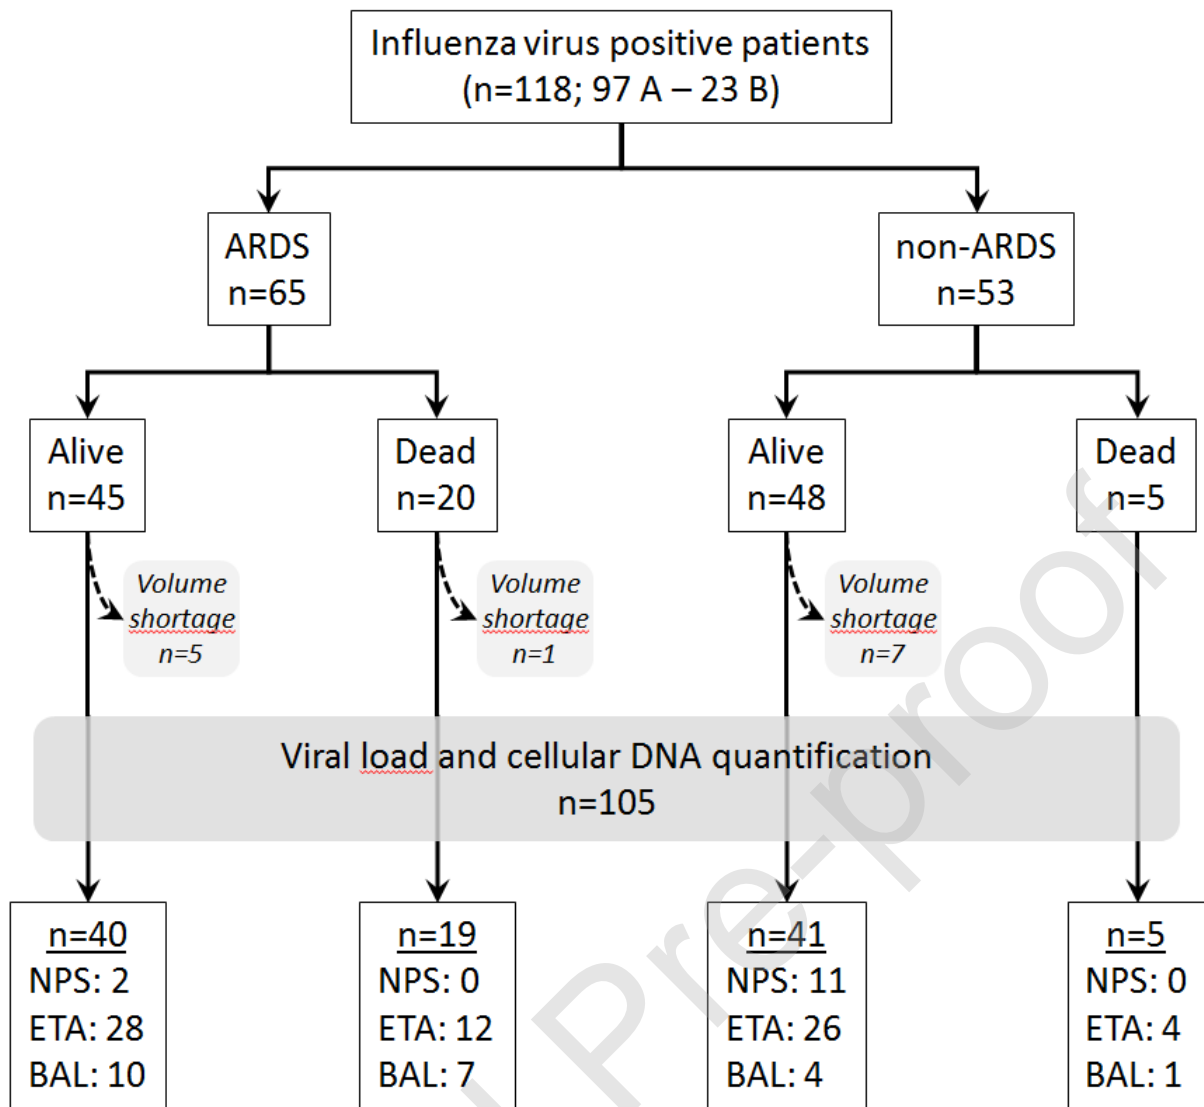 Influenza virus positive patients
(n=118; 97 A – 23 B)
ARDS
n=65
non-ARDS
n=53
Alive
n=45
Dead
n=20
Alive
n=48
Dead
n=5
Volume
shortage
n=5
Volume
shortage
n=1
Volume
shortage
n=7
Viral load and cellular DNA quantification
n=105
n=40
NPS: 2
ETA: 28
BAL: 10
n=19
NPS: 0
ETA: 12
BAL: 7
n=41
NPS: 11
ETA: 26
BAL: 4
n=5
NPS: 0
ETA: 4
BAL: 1
Pre-proof